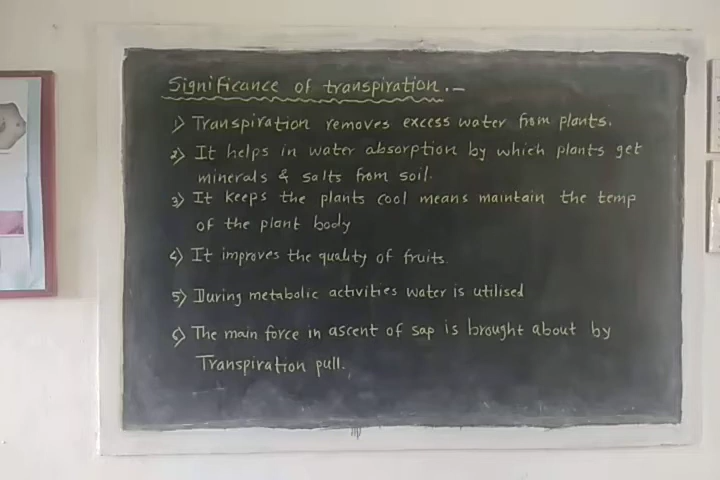 Significance of transpiration.–
1) Transpiration removes excess water from plants.
2) It helps in water absorption by which plants get
minerals & salts from soil.
3) It keeps the plants cool means maintain the temp
of the plant body
4) It improves the quality of fruits.
5) During metabolic activities water is utilised
6) The main force in ascent of sap is brought about by
Transpiration pull.